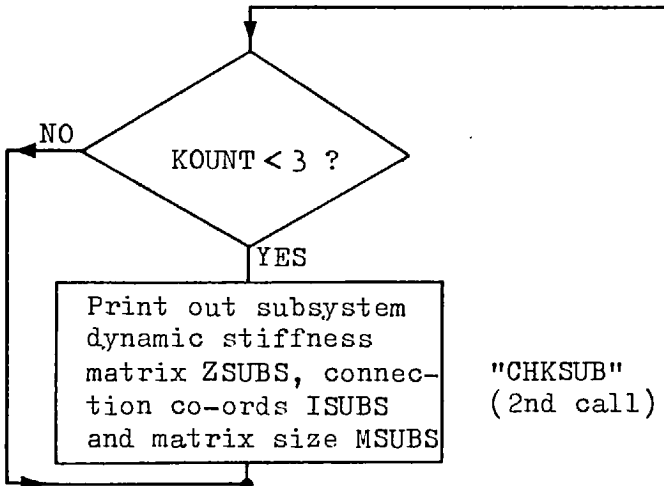 NO
KOUNT < 3 ?
YES
Print out subsystem
dynamic stiffness
matrix ZSUBS, connec-
tion co-ords ISUBS
and matrix size MSUBS
"CHKSUB"
(2nd call)